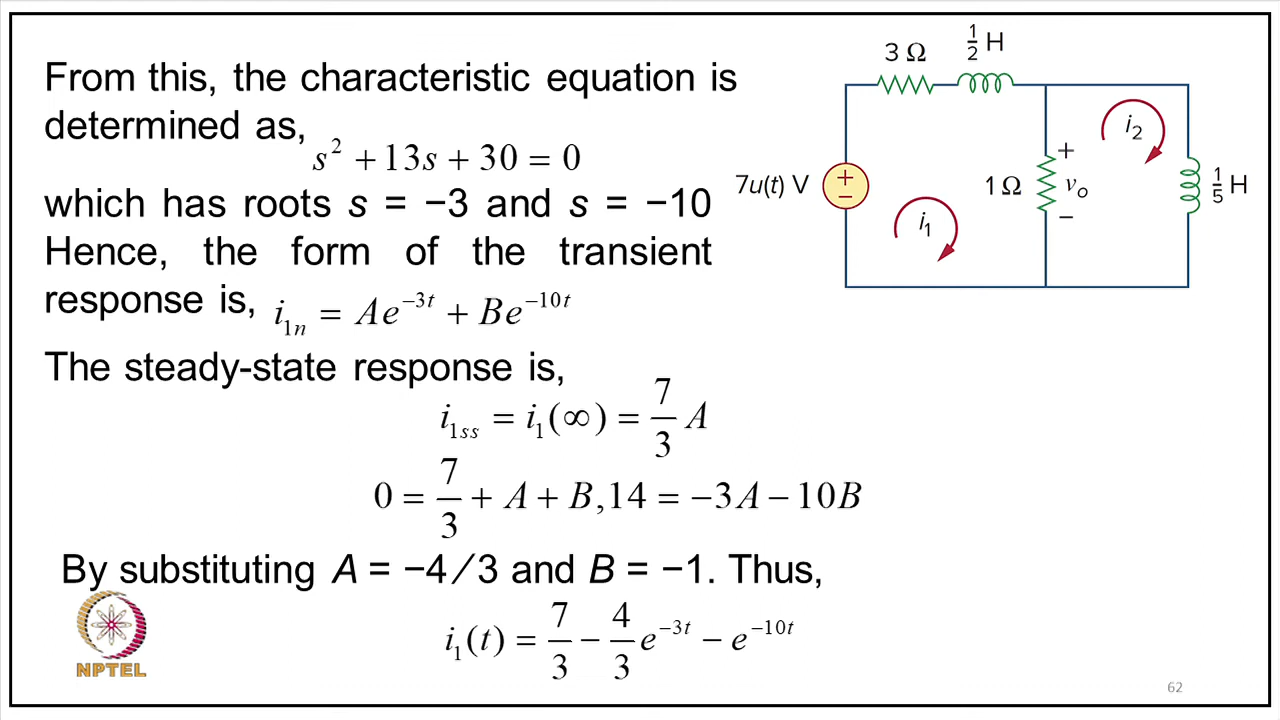 From this, the characteristic equation is
determined as,
s² + 13s + 30 = 0
which has roots s = −3 and s = −10
Hence, the form of the transient
response is, i₁ₙ = Ae⁻³ᵗ + Be⁻¹⁰ᵗ
The steady-state response is,
i₁ₛₛ = i₁(∞) = 7/3 A
0 = 7/3 + A + B, 14 = −3A − 10B
By substituting A = −4/3 and B = −1. Thus,
i₁(t) = 7/3 − 4/3 e⁻³ᵗ − e⁻¹⁰ᵗ
3 Ω
1/2 H
7u(t) V
+
−
i₁
1 Ω
+
vₒ
−
i₂
1/5 H
NPTEL
62